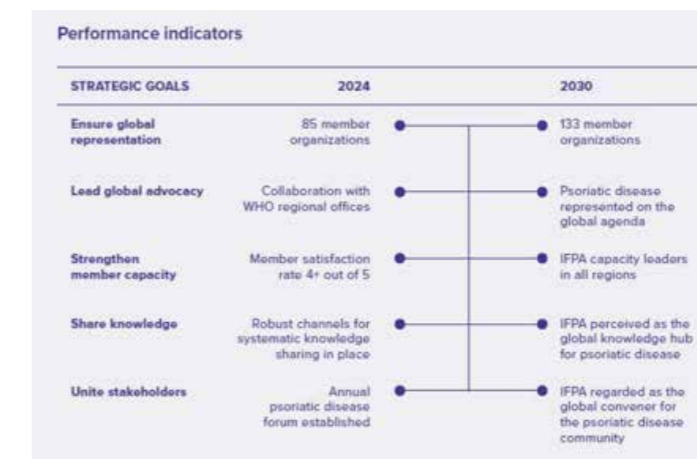 Performance indicators
STRATEGIC GOALS 2024 2030
Ensure global 85 member 133 member
representation organizations organizations
Lead global advocacy Collaboration with Psoriatic disease
WHO regional offices represented on the
global agenda
Strengthen Member satisfaction IFPA capacity leaders
member capacity rate 4+ out of 5 in all regions
Share knowledge Robust channels for IFPA perceived as the
systematic knowledge global knowledge hub
sharing in place for psoriatic disease
Unite stakeholders Annual IFPA regarded as the
psoriatic disease global convener for
forum established the psoriatic disease
community